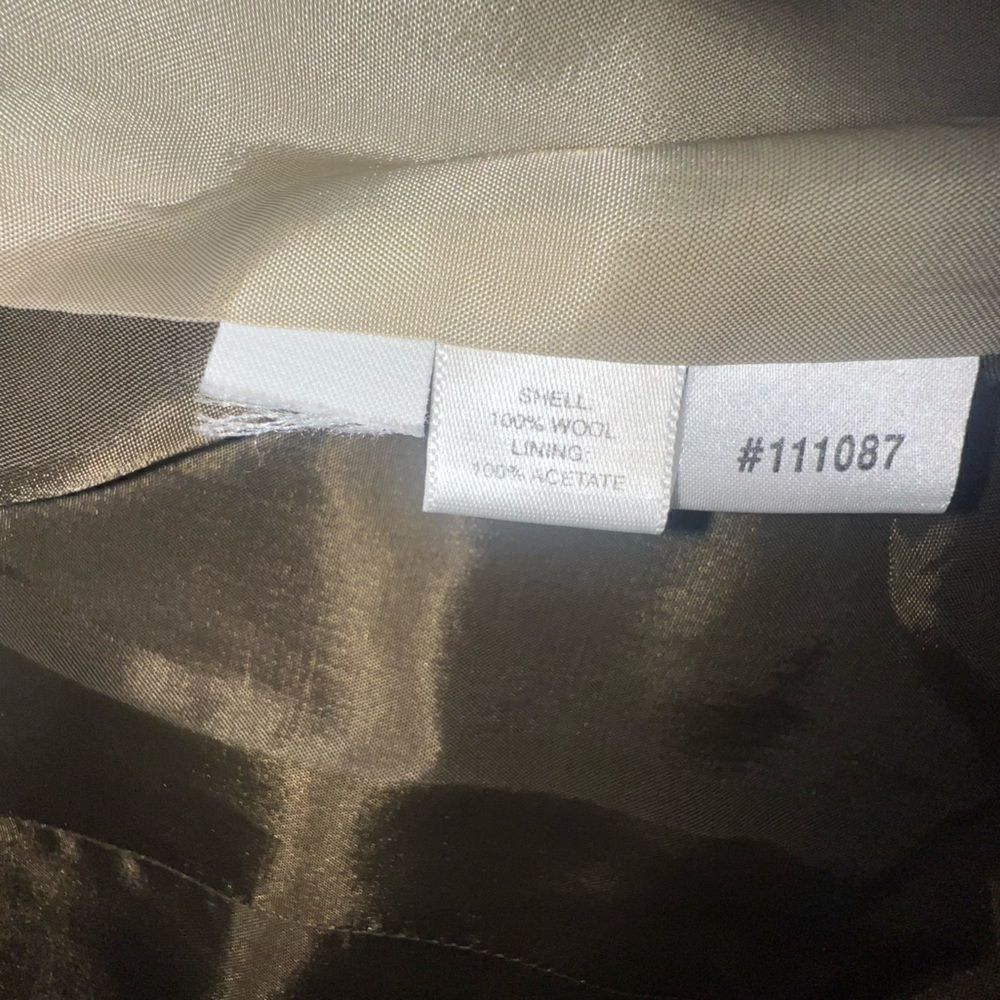 SHELL:
100% WOOL
LINING:
100% ACETATE
#111087